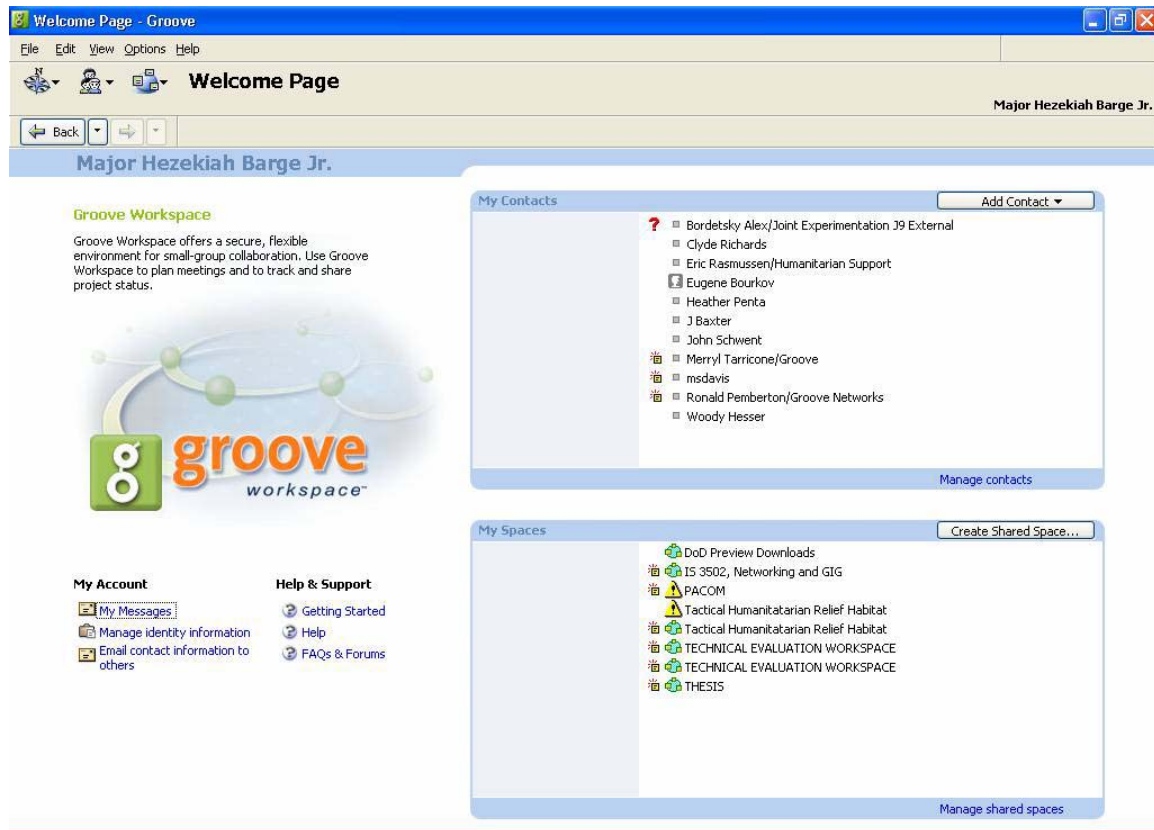 Welcome Page - Groove
File Edit View Options Help
Welcome Page
Major Hezekiah Barge Jr.
Back
Major Hezekiah Barge Jr.
Groove Workspace
Groove Workspace offers a secure, flexible
environment for small-group collaboration. Use Groove
Workspace to plan meetings and to track and share
project status.
g groove
workspace™
My Account
My Messages
Manage identity information
Email contact information to
others
Help & Support
Getting Started
Help
FAQs & Forums
My Contacts
Add Contact
Bordetsky Alex/Joint Experimentation J9 External
Clyde Richards
Eric Rasmussen/Humanitarian Support
Eugene Bourkov
Heather Penta
J Baxter
John Schwent
Merryl Tarricone/Groove
msdavis
Ronald Pemberton/Groove Networks
Woody Hesser
Manage contacts
My Spaces
Create Shared Space...
DoD Preview Downloads
IS 3502, Networking and GIG
PACOM
Tactical Humanitatarian Relief Habitat
Tactical Humanitatarian Relief Habitat
TECHNICAL EVALUATION WORKSPACE
TECHNICAL EVALUATION WORKSPACE
THESIS
Manage shared spaces